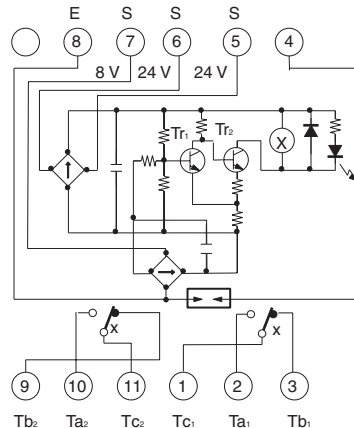 E S S S
8 7 6 5 4
8 V 24 V 24 V
Tr₁ Tr₂
X
x x
9 10 11 1 2 3
Tb₂ Ta₂ Tc₂ Tc₁ Ta₁ Tb₁